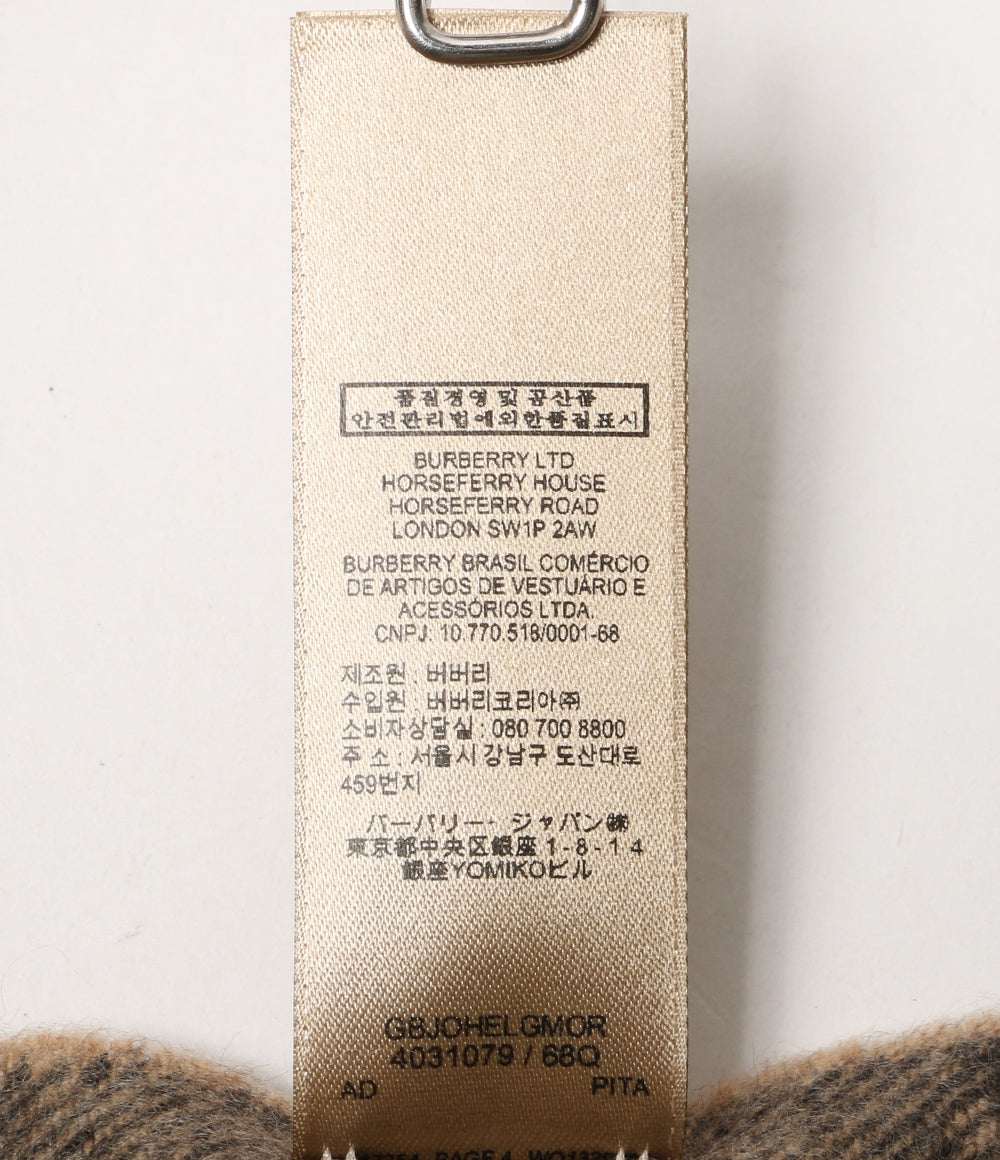 품질경영 및 공산품
안전관리법에의한품질표시
BURBERRY LTD
HORSEFERRY HOUSE
HORSEFERRY ROAD
LONDON SW1P 2AW
BURBERRY BRASIL COMÉRCIO
DE ARTIGOS DE VESTUÁRIO E
ACESSÓRIOS LTDA.
CNPJ: 10.770.518/0001-68
제조원 : 버버리
수입원 : 버버리코리아㈜
소비자상담실 : 080 700 8800
주 소 : 서울시 강남구 도산대로
459번지
バーバリー・ジャパン㈱
東京都中央区銀座 1 - 8 - 1 4
銀座YOMIKOビル
GBJOHELGMOR
4031079 / 68Q
AD PITA
PAGE 4